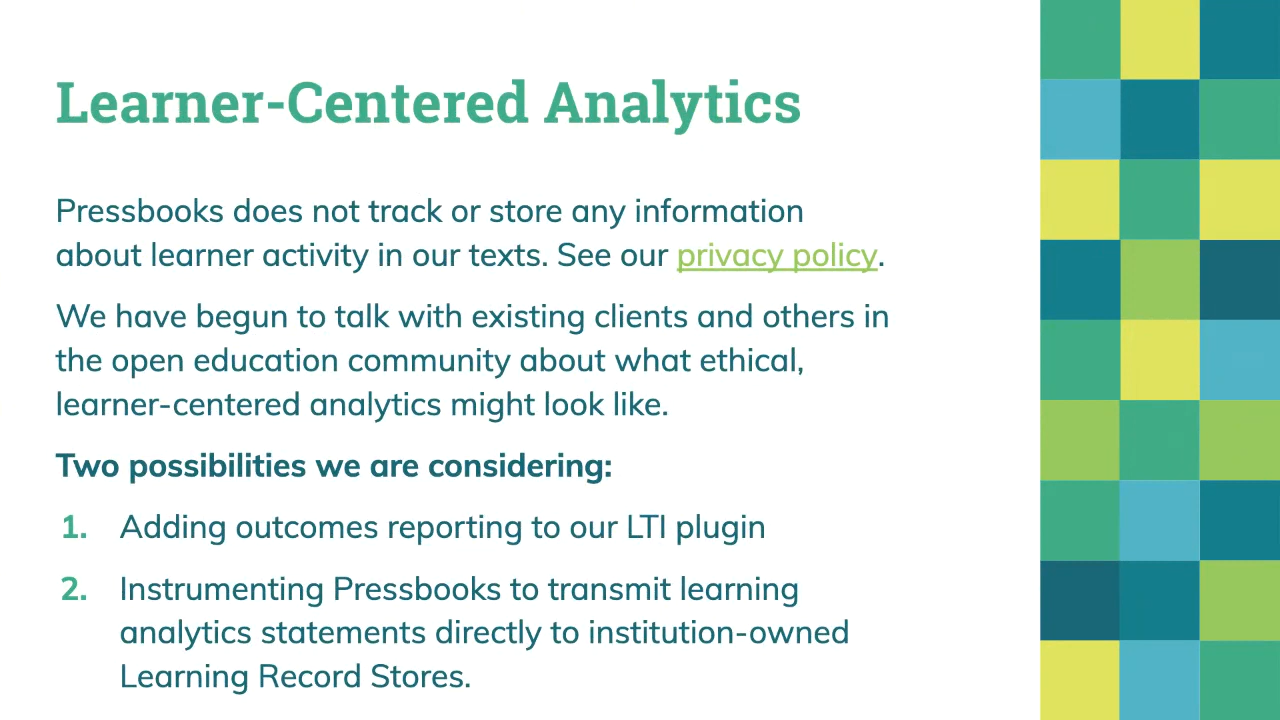 Learner-Centered Analytics
Pressbooks does not track or store any information
about learner activity in our texts. See our privacy policy.
We have begun to talk with existing clients and others in
the open education community about what ethical,
learner-centered analytics might look like.
Two possibilities we are considering:
1. Adding outcomes reporting to our LTI plugin
2. Instrumenting Pressbooks to transmit learning
analytics statements directly to institution-owned
Learning Record Stores.